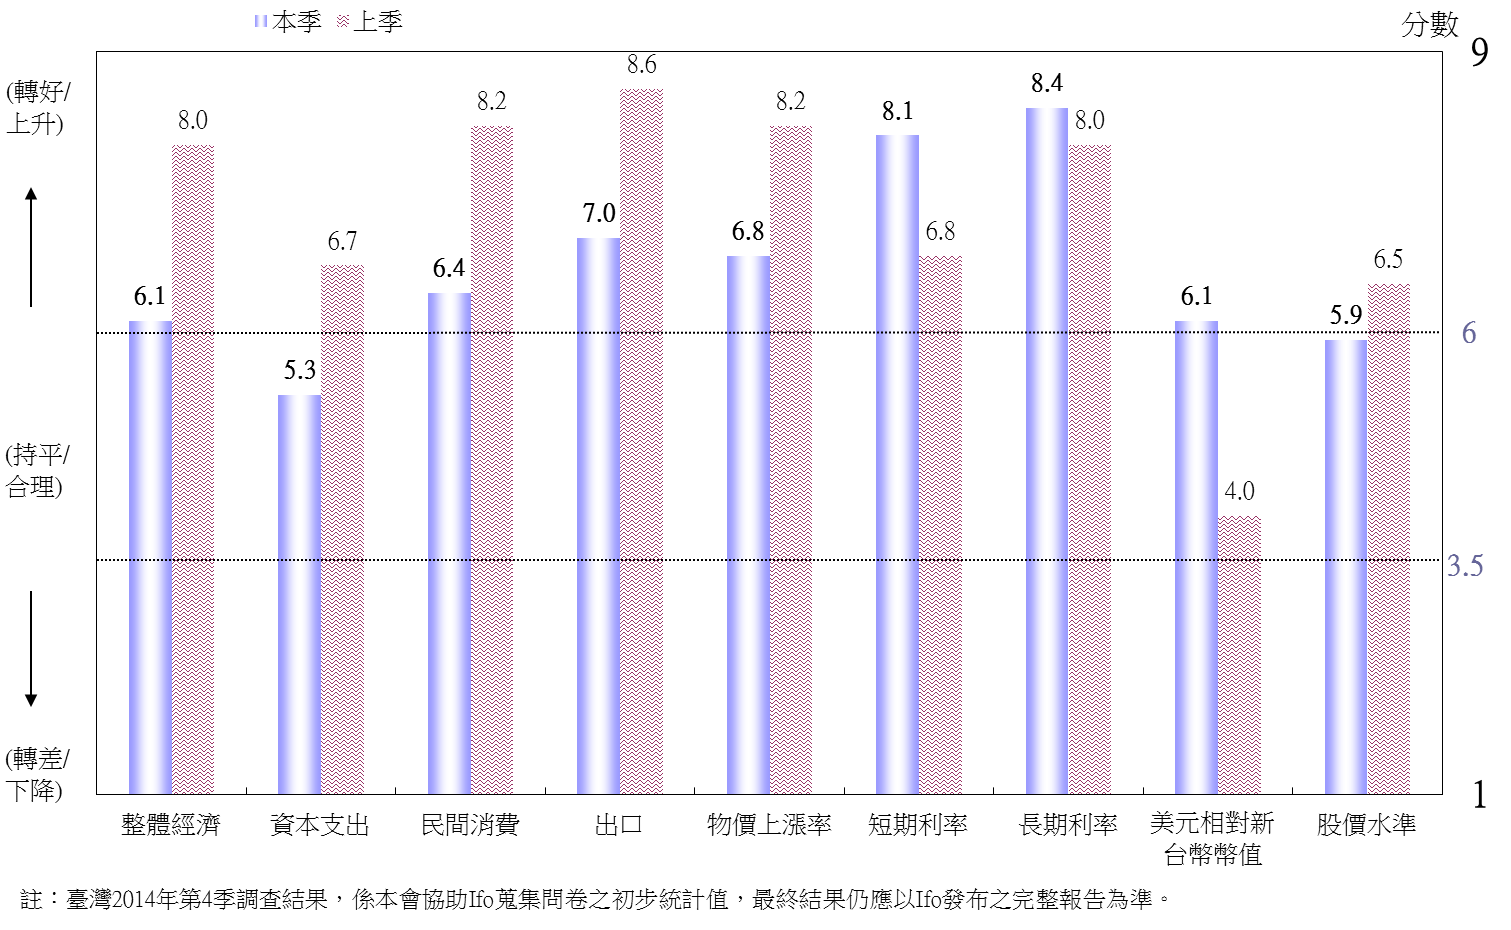 本季 上季
分數
9
(轉好/
上升)
8.0
6.7
8.2
8.6
8.2
6.8
8.0
4.0
6.5
6.1
5.3
6.4
7.0
6.8
8.1
8.4
6.1
5.9
6
(持平/
合理)
3.5
(轉差/
下降)
1
整體經濟 資本支出 民間消費 出口 物價上漲率 短期利率 長期利率 美元相對新 股價水準
台幣幣值
註：臺灣2014年第4季調查結果，係本會協助Ifo蒐集問卷之初步統計值，最終結果仍應以Ifo發布之完整報告為準。